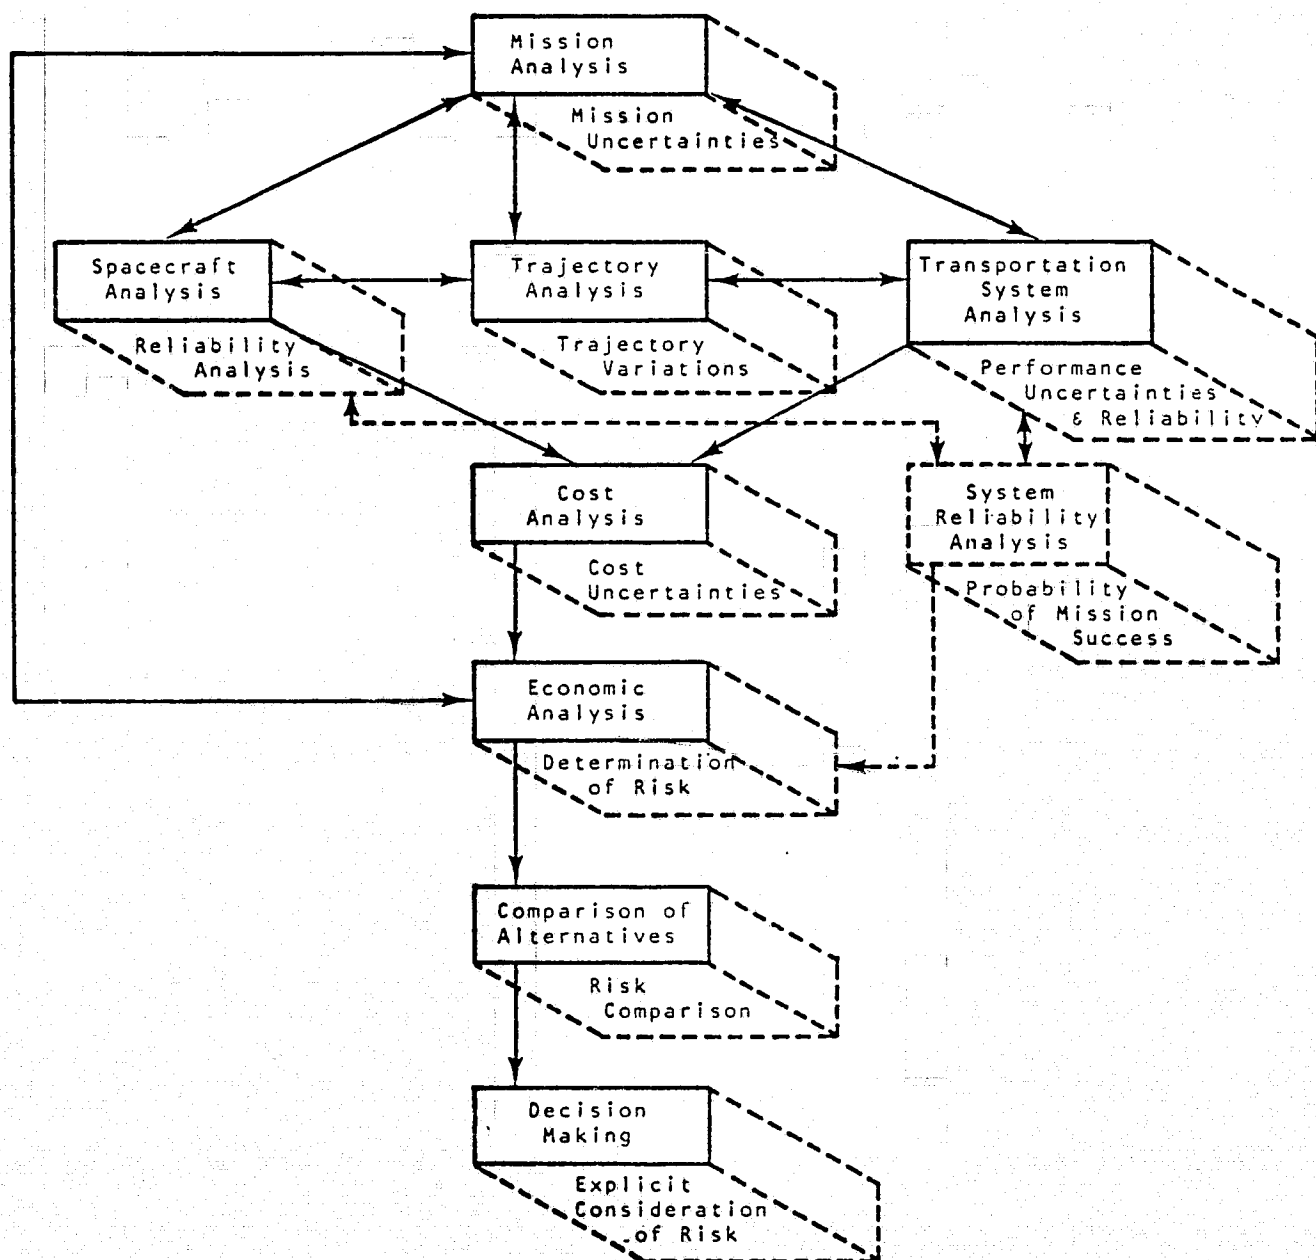 Mission
Analysis
Mission
Uncertainties
Spacecraft
Analysis
Reliability
Analysis
Trajectory
Analysis
Trajectory
Variations
Transportation
System
Analysis
Performance
Uncertainties
& Reliability
Cost
Analysis
Cost
Uncertainties
System
Reliability
Analysis
Probability
of Mission
Success
Economic
Analysis
Determination
of Risk
Comparison of
Alternatives
Risk
Comparison
Decision
Making
Explicit
Consideration
of Risk